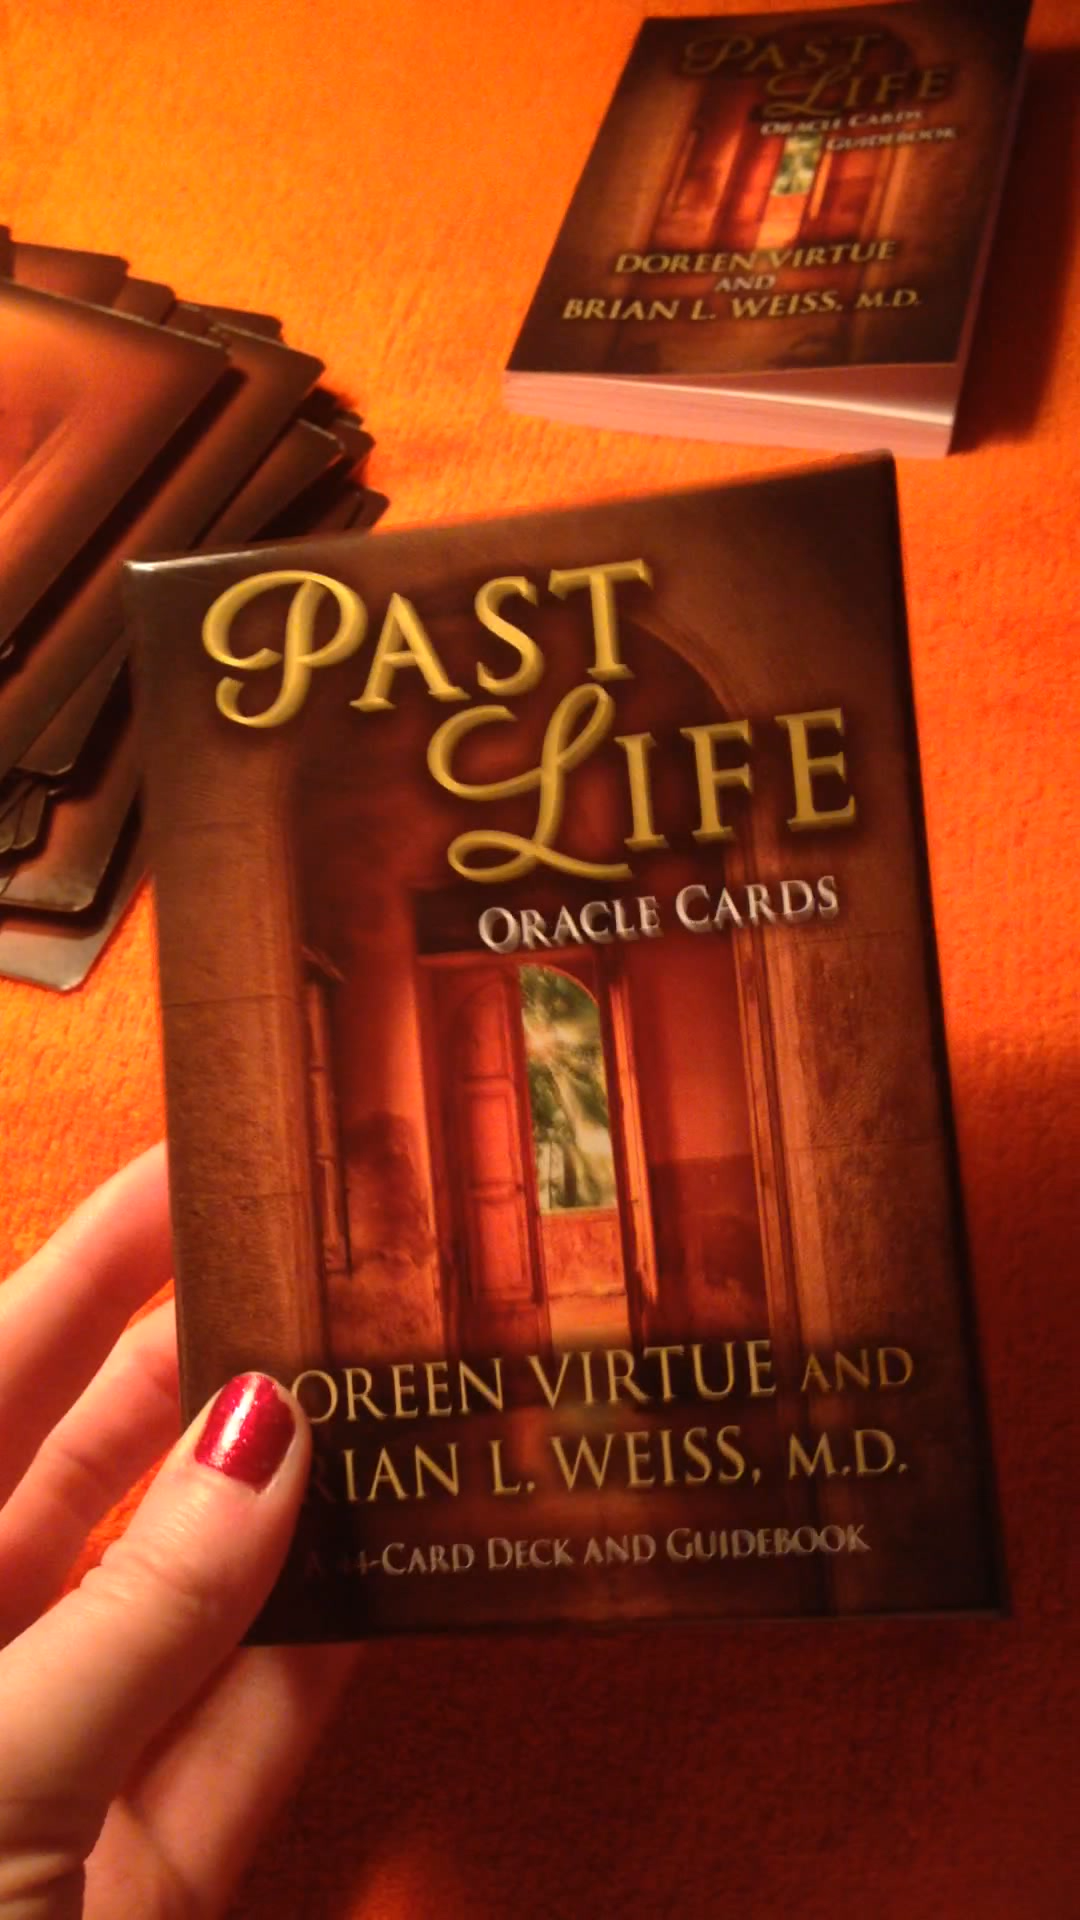 PAST
LIFE
ORACLE CARDS
GUIDEBOOK
DOREEN VIRTUE
AND
BRIAN L. WEISS, M.D.
PAST
LIFE
ORACLE CARDS
OREEN VIRTUE AND
RIAN L. WEISS, M.D.
A 44-CARD DECK AND GUIDEBOOK